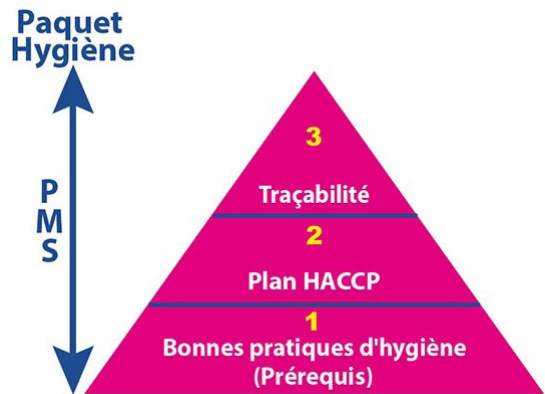 Paquet
Hygiène
P
M
S
3
Traçabilité
2
Plan HACCP
1
Bonnes pratiques d'hygiène
(Prérequis)